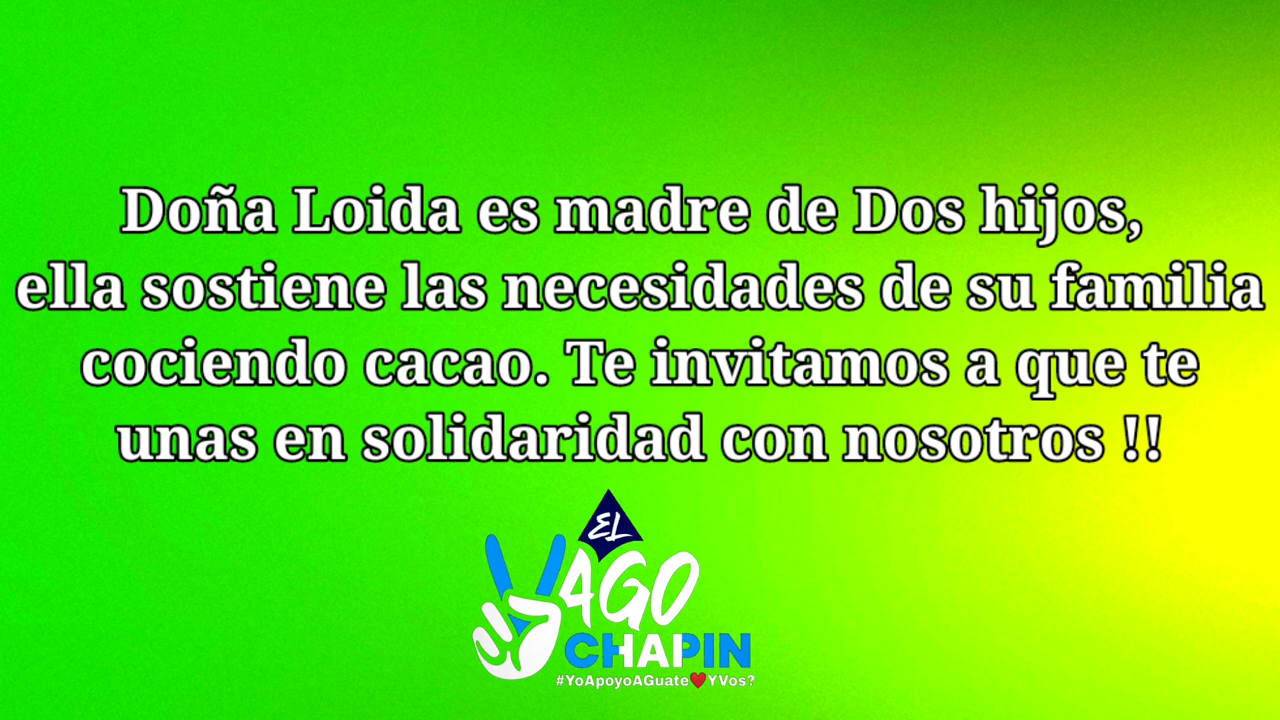 Doña Loida es madre de Dos hijos,
ella sostiene las necesidades de su familia
cociendo cacao. Te invitamos a que te
unas en solidaridad con nosotros !!
EL
VAGO
CHAPIN
#YoApoyoAGuate❤️YVos?